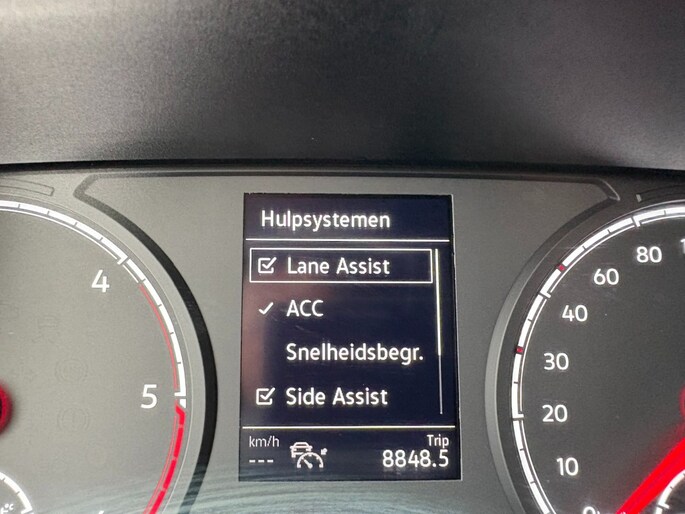 Hulpsystemen
Lane Assist
ACC
Snelheidsbegr.
Side Assist
km/h
---
Trip
8848.5
4
5
80
60
40
30
20
10